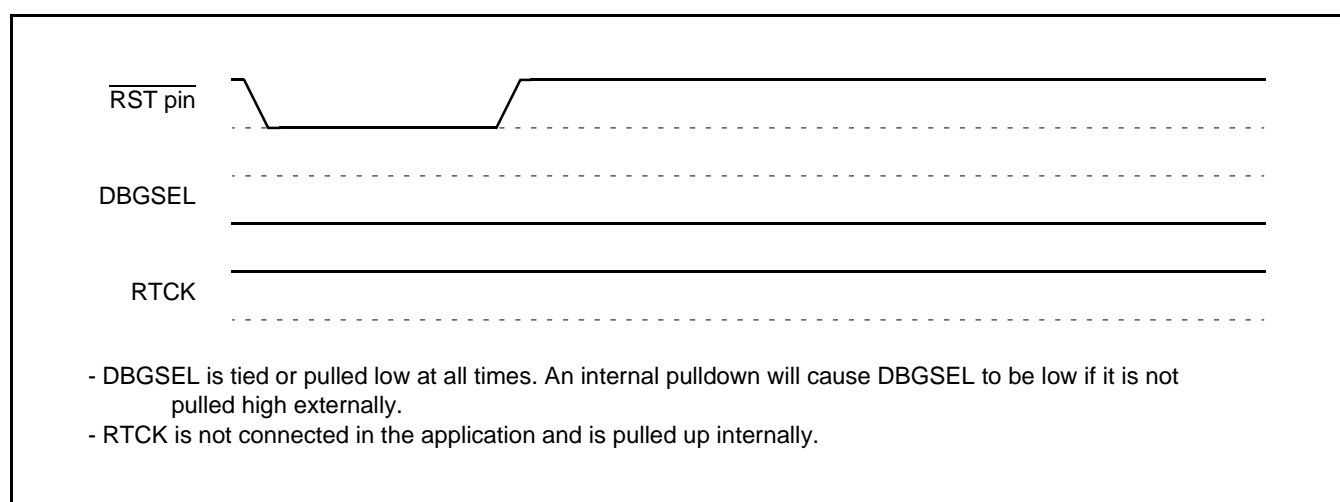 RST pin
DBGSEL
RTCK
- DBGSEL is tied or pulled low at all times. An internal pulldown will cause DBGSEL to be low if it is not
pulled high externally.
- RTCK is not connected in the application and is pulled up internally.